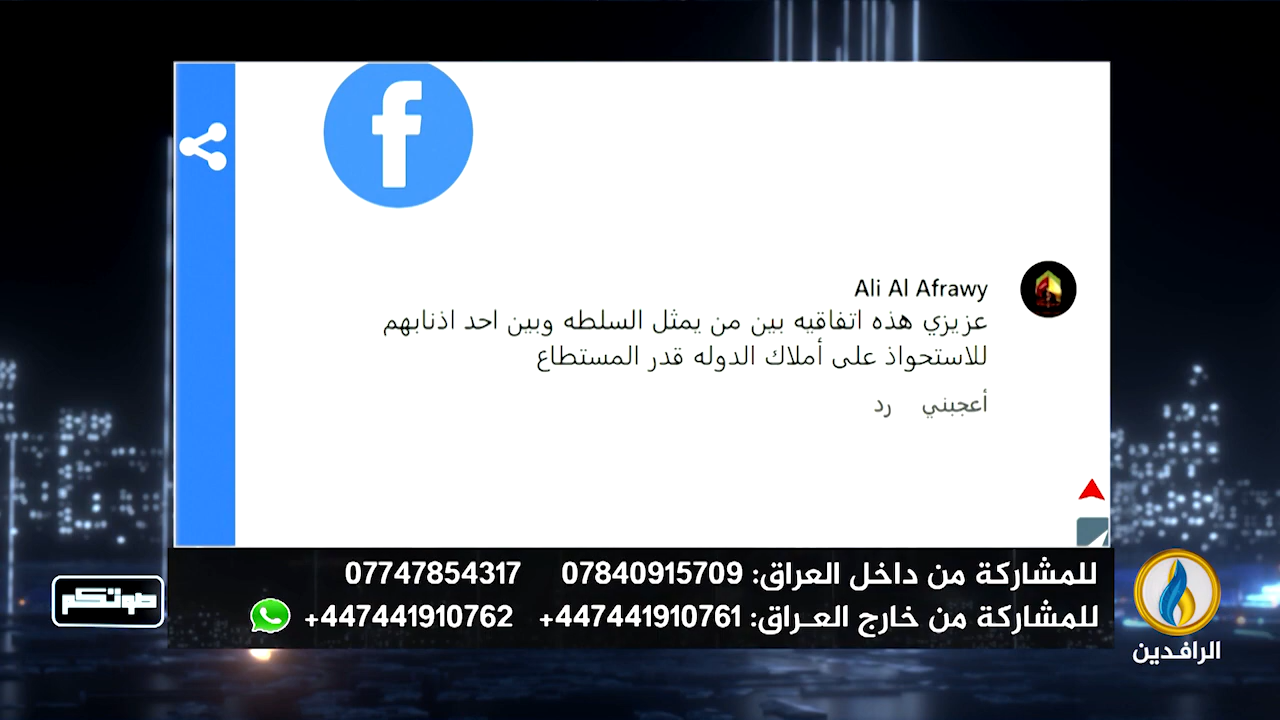 f
Ali Al Afrawy
عزيزي هذه اتفاقيه بين من يمثل السلطه وبين احد اذنابهم
للاستحواذ على أملاك الدوله قدر المستطاع
أعجبني رد
للمشاركة من داخل العراق: 07840915709 07747854317
للمشاركة من خارج العـراق: 447441910761+ 447441910762+
صوتكم
الرافدين